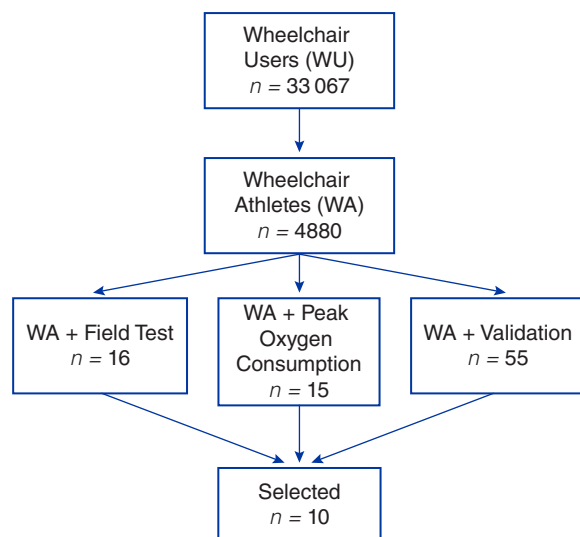 Wheelchair
Users (WU)
n = 33 067
Wheelchair
Athletes (WA)
n = 4880
WA + Field Test
n = 16
WA + Peak
Oxygen
Consumption
n = 15
WA + Validation
n = 55
Selected
n = 10